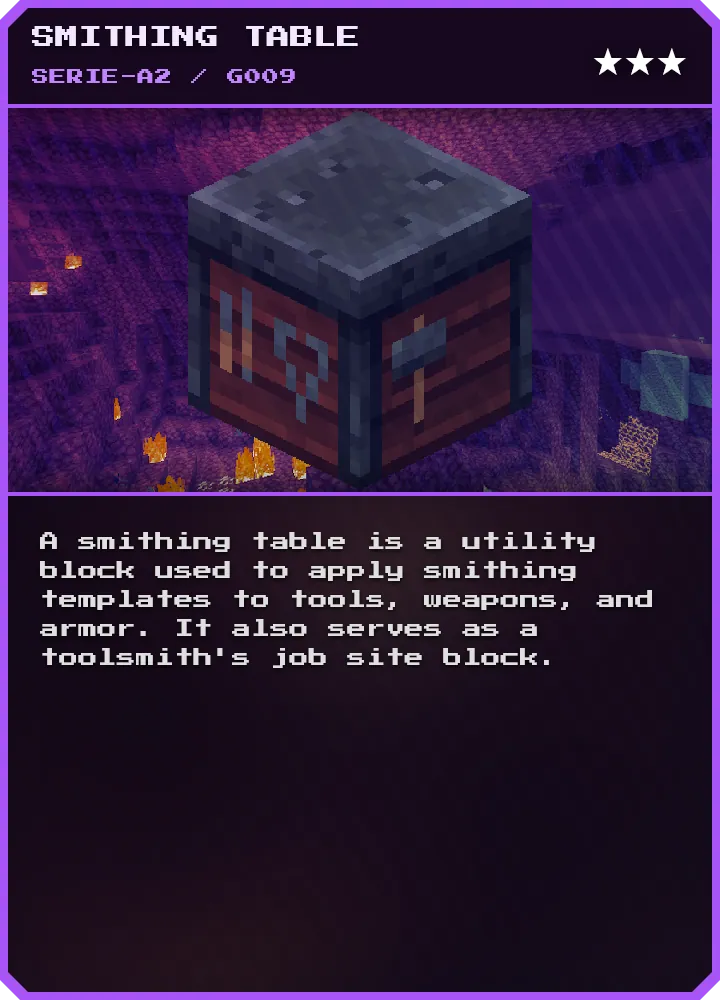 SMITHING TABLE
SERIE-A2 / G009
★★★
A smithing table is a utility
block used to apply smithing
templates to tools, weapons, and
armor. It also serves as a
toolsmith's job site block.